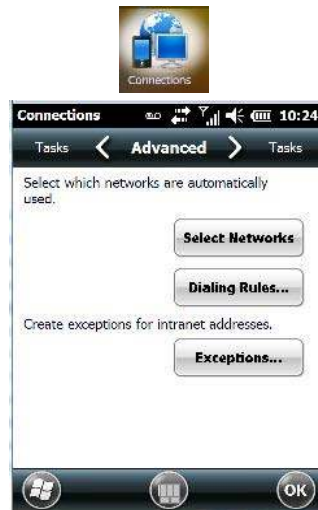 Connections
Connections 10:24
Tasks Advanced Tasks
Select which networks are automatically
used.
Select Networks
Dialing Rules...
Create exceptions for intranet addresses.
Exceptions...
OK